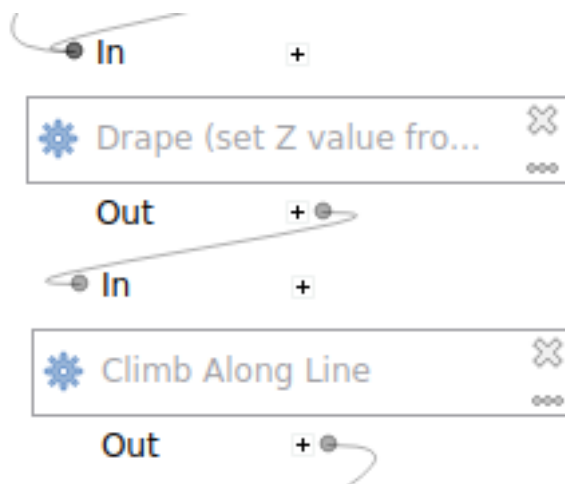 In
Drape (set Z value fro...
Out
In
Climb Along Line
Out